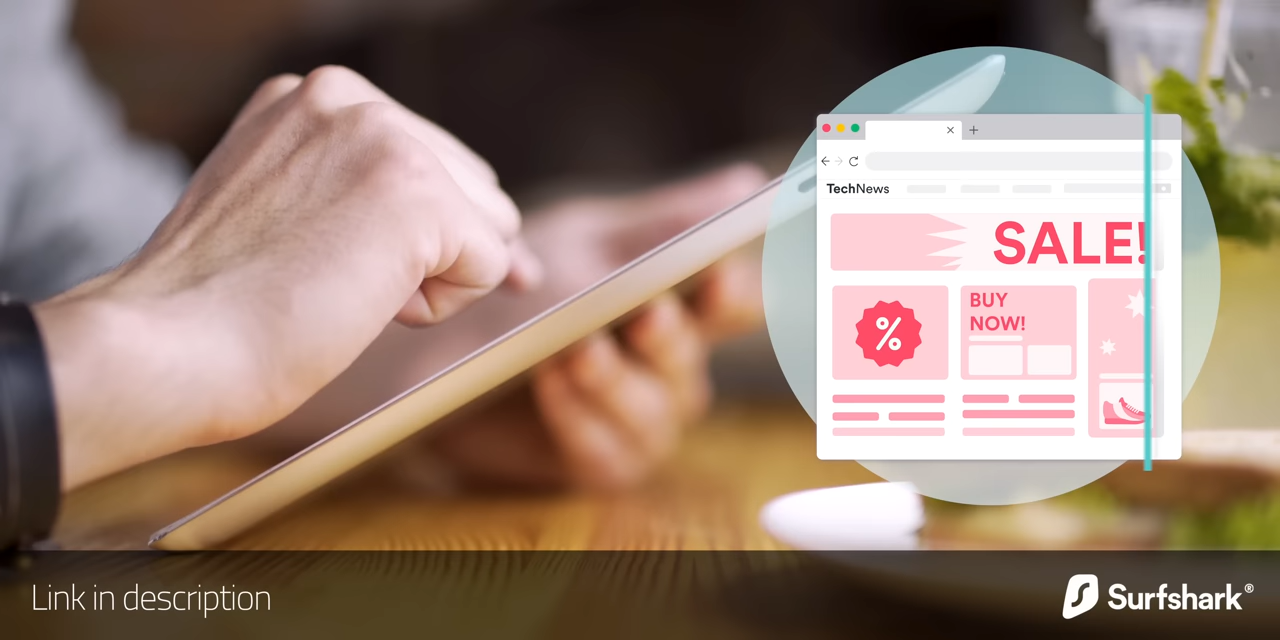 TechNews
SALE!
%
BUY
NOW!
Link in description
Surfshark®